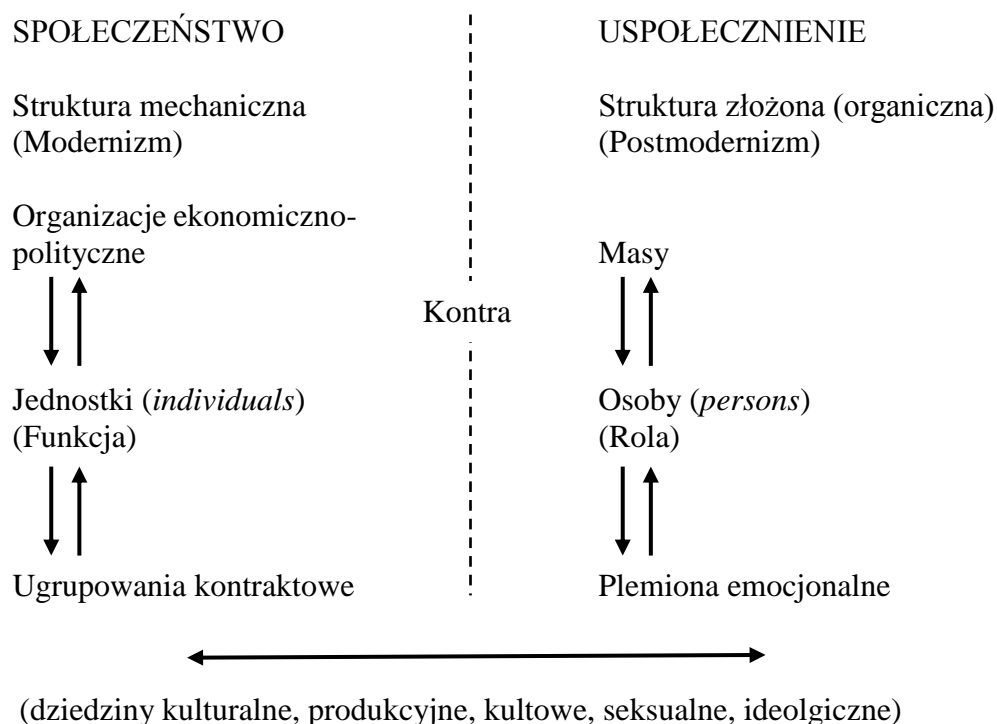 SPOŁECZEŃSTWO
Struktura mechaniczna
(Modernizm)
Organizacje ekonomiczno-
polityczne
Jednostki (individuals)
(Funkcja)
Ugrupowania kontraktowe
Kontra
USPOŁECZNIENIE
Struktura złożona (organiczna)
(Postmodernizm)
Masy
Osoby (persons)
(Rola)
Plemiona emocjonalne
(dziedziny kulturalne, produkcyjne, kultowe, seksualne, ideolgiczne)